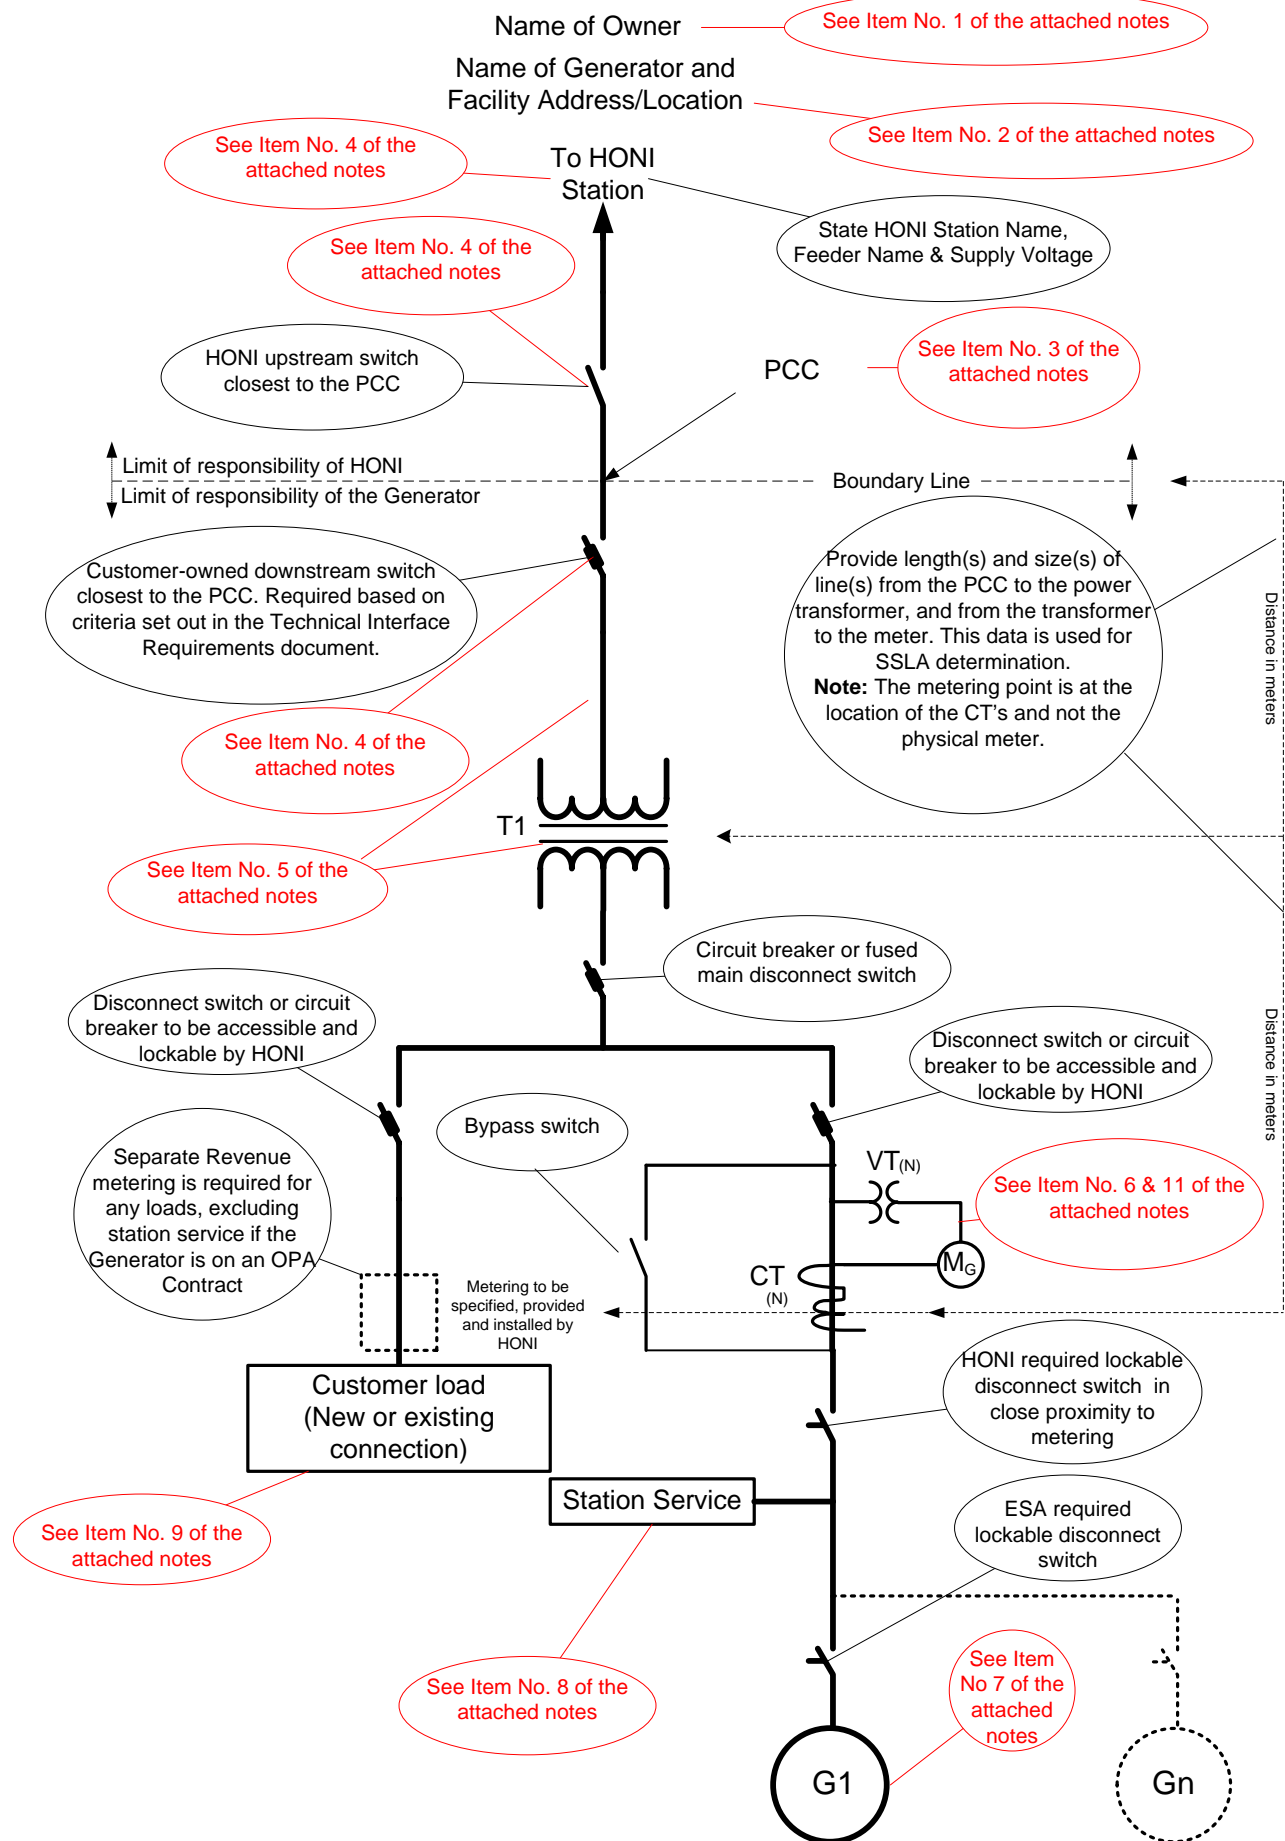 Name of Owner
See Item No. 1 of the attached notes
Name of Generator and
Facility Address/Location
See Item No. 2 of the attached notes
See Item No. 4 of the
attached notes
To HONI
Station
State HONI Station Name,
Feeder Name & Supply Voltage
See Item No. 4 of the
attached notes
HONI upstream switch
closest to the PCC
PCC
See Item No. 3 of the
attached notes
Limit of responsibility of HONI
Limit of responsibility of the Generator
Boundary Line
Customer-owned downstream switch
closest to the PCC. Required based on
criteria set out in the Technical Interface
Requirements document.
Provide length(s) and size(s) of
line(s) from the PCC to the power
transformer, and from the transformer
to the meter. This data is used for
SSLA determination.
Note: The metering point is at the
location of the CT's and not the
physical meter.
Distance in meters
See Item No. 4 of the
attached notes
T1
See Item No. 5 of the
attached notes
Circuit breaker or fused
main disconnect switch
Disconnect switch or circuit
breaker to be accessible and
lockable by HONI
Disconnect switch or circuit
breaker to be accessible and
lockable by HONI
Distance in meters
Bypass switch
Separate Revenue
metering is required for
any loads, excluding
station service if the
Generator is on an OPA
Contract
VT(N)
See Item No. 6 & 11 of the
attached notes
MG
CT
(N)
Metering to be
specified, provided
and installed by
HONI
HONI required lockable
disconnect switch in
close proximity to
metering
Customer load
(New or existing
connection)
Station Service
ESA required
lockable disconnect
switch
See Item No. 9 of the
attached notes
See Item No. 8 of the
attached notes
See Item
No 7 of the
attached
notes
G1
Gn